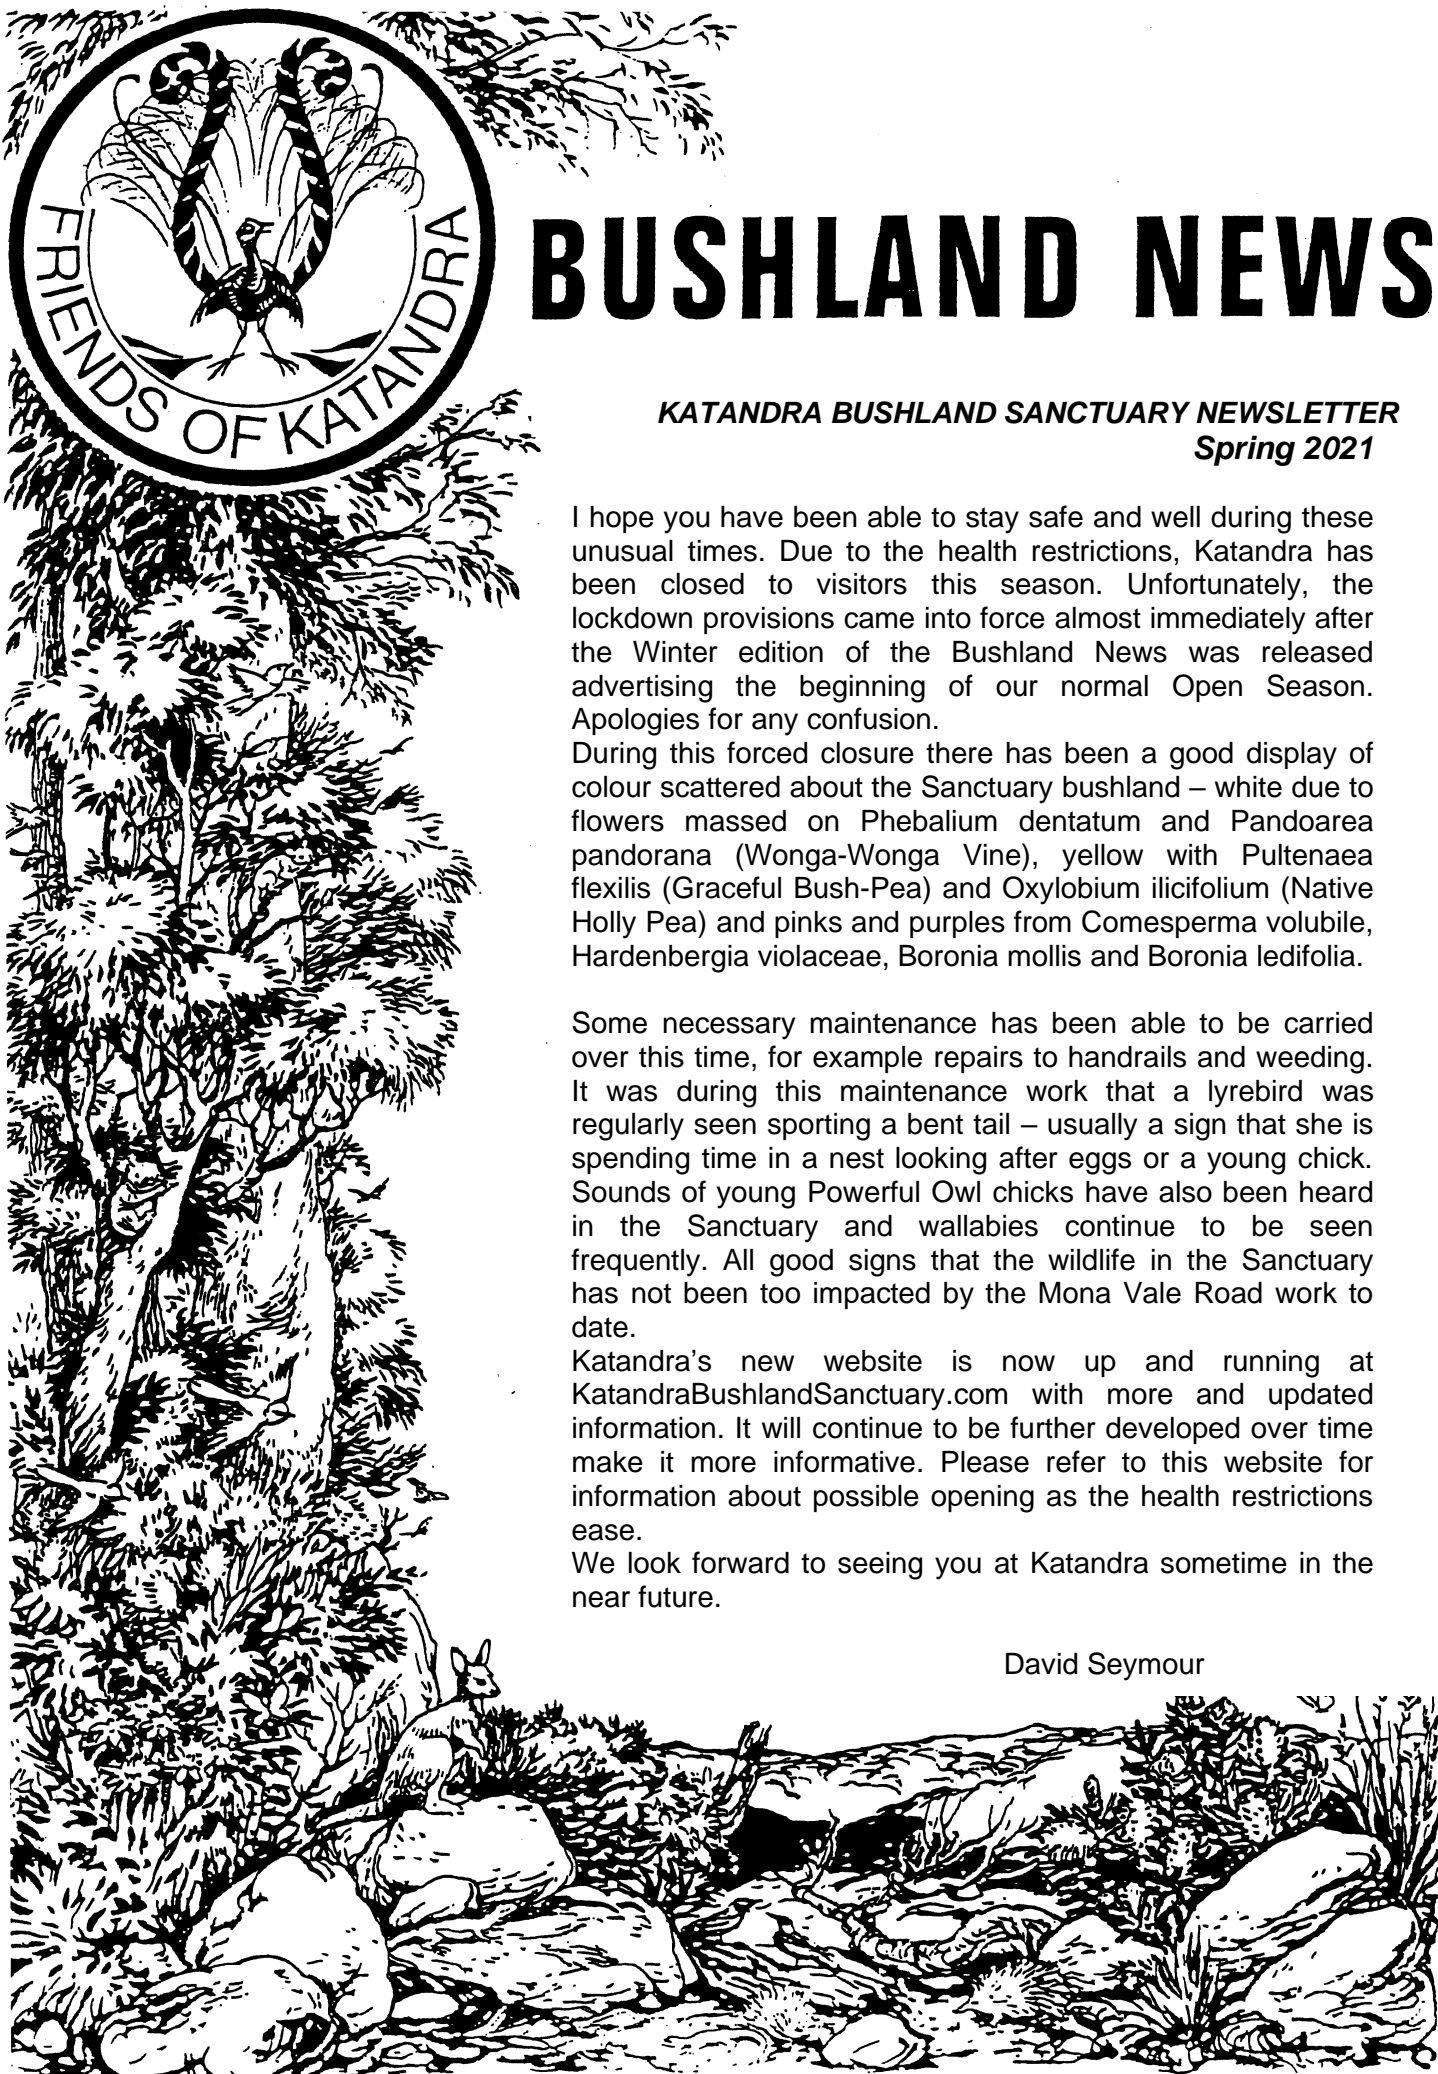 FRIENDS OF KATANDRA
BUSHLAND NEWS
KATANDRA BUSHLAND SANCTUARY NEWSLETTER
Spring 2021
I hope you have been able to stay safe and well during these
unusual times. Due to the health restrictions, Katandra has
been closed to visitors this season. Unfortunately, the
lockdown provisions came into force almost immediately after
the Winter edition of the Bushland News was released
advertising the beginning of our normal Open Season.
Apologies for any confusion.
During this forced closure there has been a good display of
colour scattered about the Sanctuary bushland – white due to
flowers massed on Phebalium dentatum and Pandoarea
pandorana (Wonga-Wonga Vine), yellow with Pultenaea
flexilis (Graceful Bush-Pea) and Oxylobium ilicifolium (Native
Holly Pea) and pinks and purples from Comesperma volubile,
Hardenbergia violaceae, Boronia mollis and Boronia ledifolia.
Some necessary maintenance has been able to be carried
over this time, for example repairs to handrails and weeding.
It was during this maintenance work that a lyrebird was
regularly seen sporting a bent tail – usually a sign that she is
spending time in a nest looking after eggs or a young chick.
Sounds of young Powerful Owl chicks have also been heard
in the Sanctuary and wallabies continue to be seen
frequently. All good signs that the wildlife in the Sanctuary
has not been too impacted by the Mona Vale Road work to
date.
Katandra’s new website is now up and running at
KatandraBushlandSanctuary.com with more and updated
information. It will continue to be further developed over time
make it more informative. Please refer to this website for
information about possible opening as the health restrictions
ease.
We look forward to seeing you at Katandra sometime in the
near future.
David Seymour